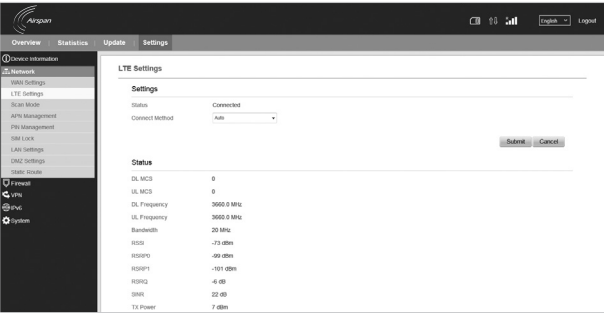 Airspan
English
Logout
Overview
Statistics
Update
Settings
Device Information
Network
WAN Settings
LTE Settings
Scan Mode
APN Management
PIN Management
SIM Lock
LAN Settings
DMZ Settings
Static Route
Firewall
VPN
IPv6
System
LTE Settings
Settings
Status Connected
Connect Method Auto
Submit Cancel
Status
DL MCS 0
UL MCS 0
DL Frequency 3660.0 MHz
UL Frequency 3660.0 MHz
Bandwidth 20 MHz
RSSI -73 dBm
RSRP0 -99 dBm
RSRP1 -101 dBm
RSRQ -6 dB
SINR 22 dB
TX Power 7 dBm